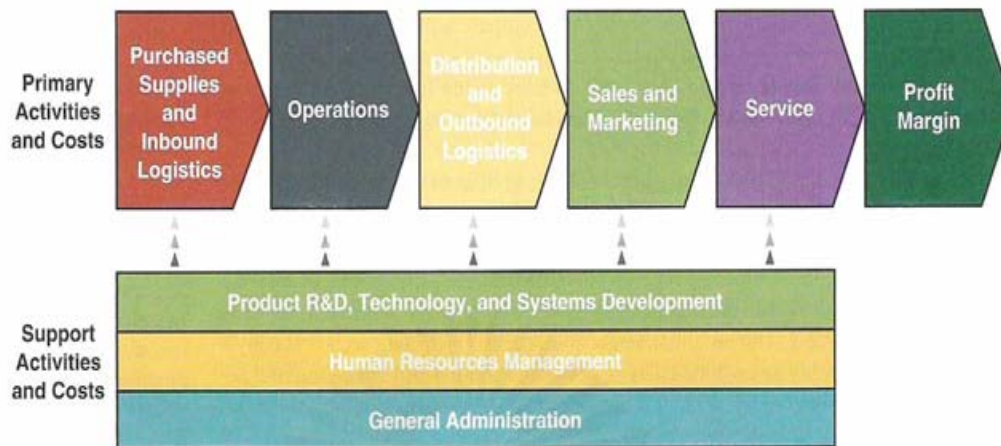 Primary
Activities
and Costs
Purchased
Supplies
and
Inbound
Logistics
Operations
Distribution
and
Outbound
Logistics
Sales and
Marketing
Service
Profit
Margin
Support
Activities
and Costs
Product R&D, Technology, and Systems Development
Human Resources Management
General Administration